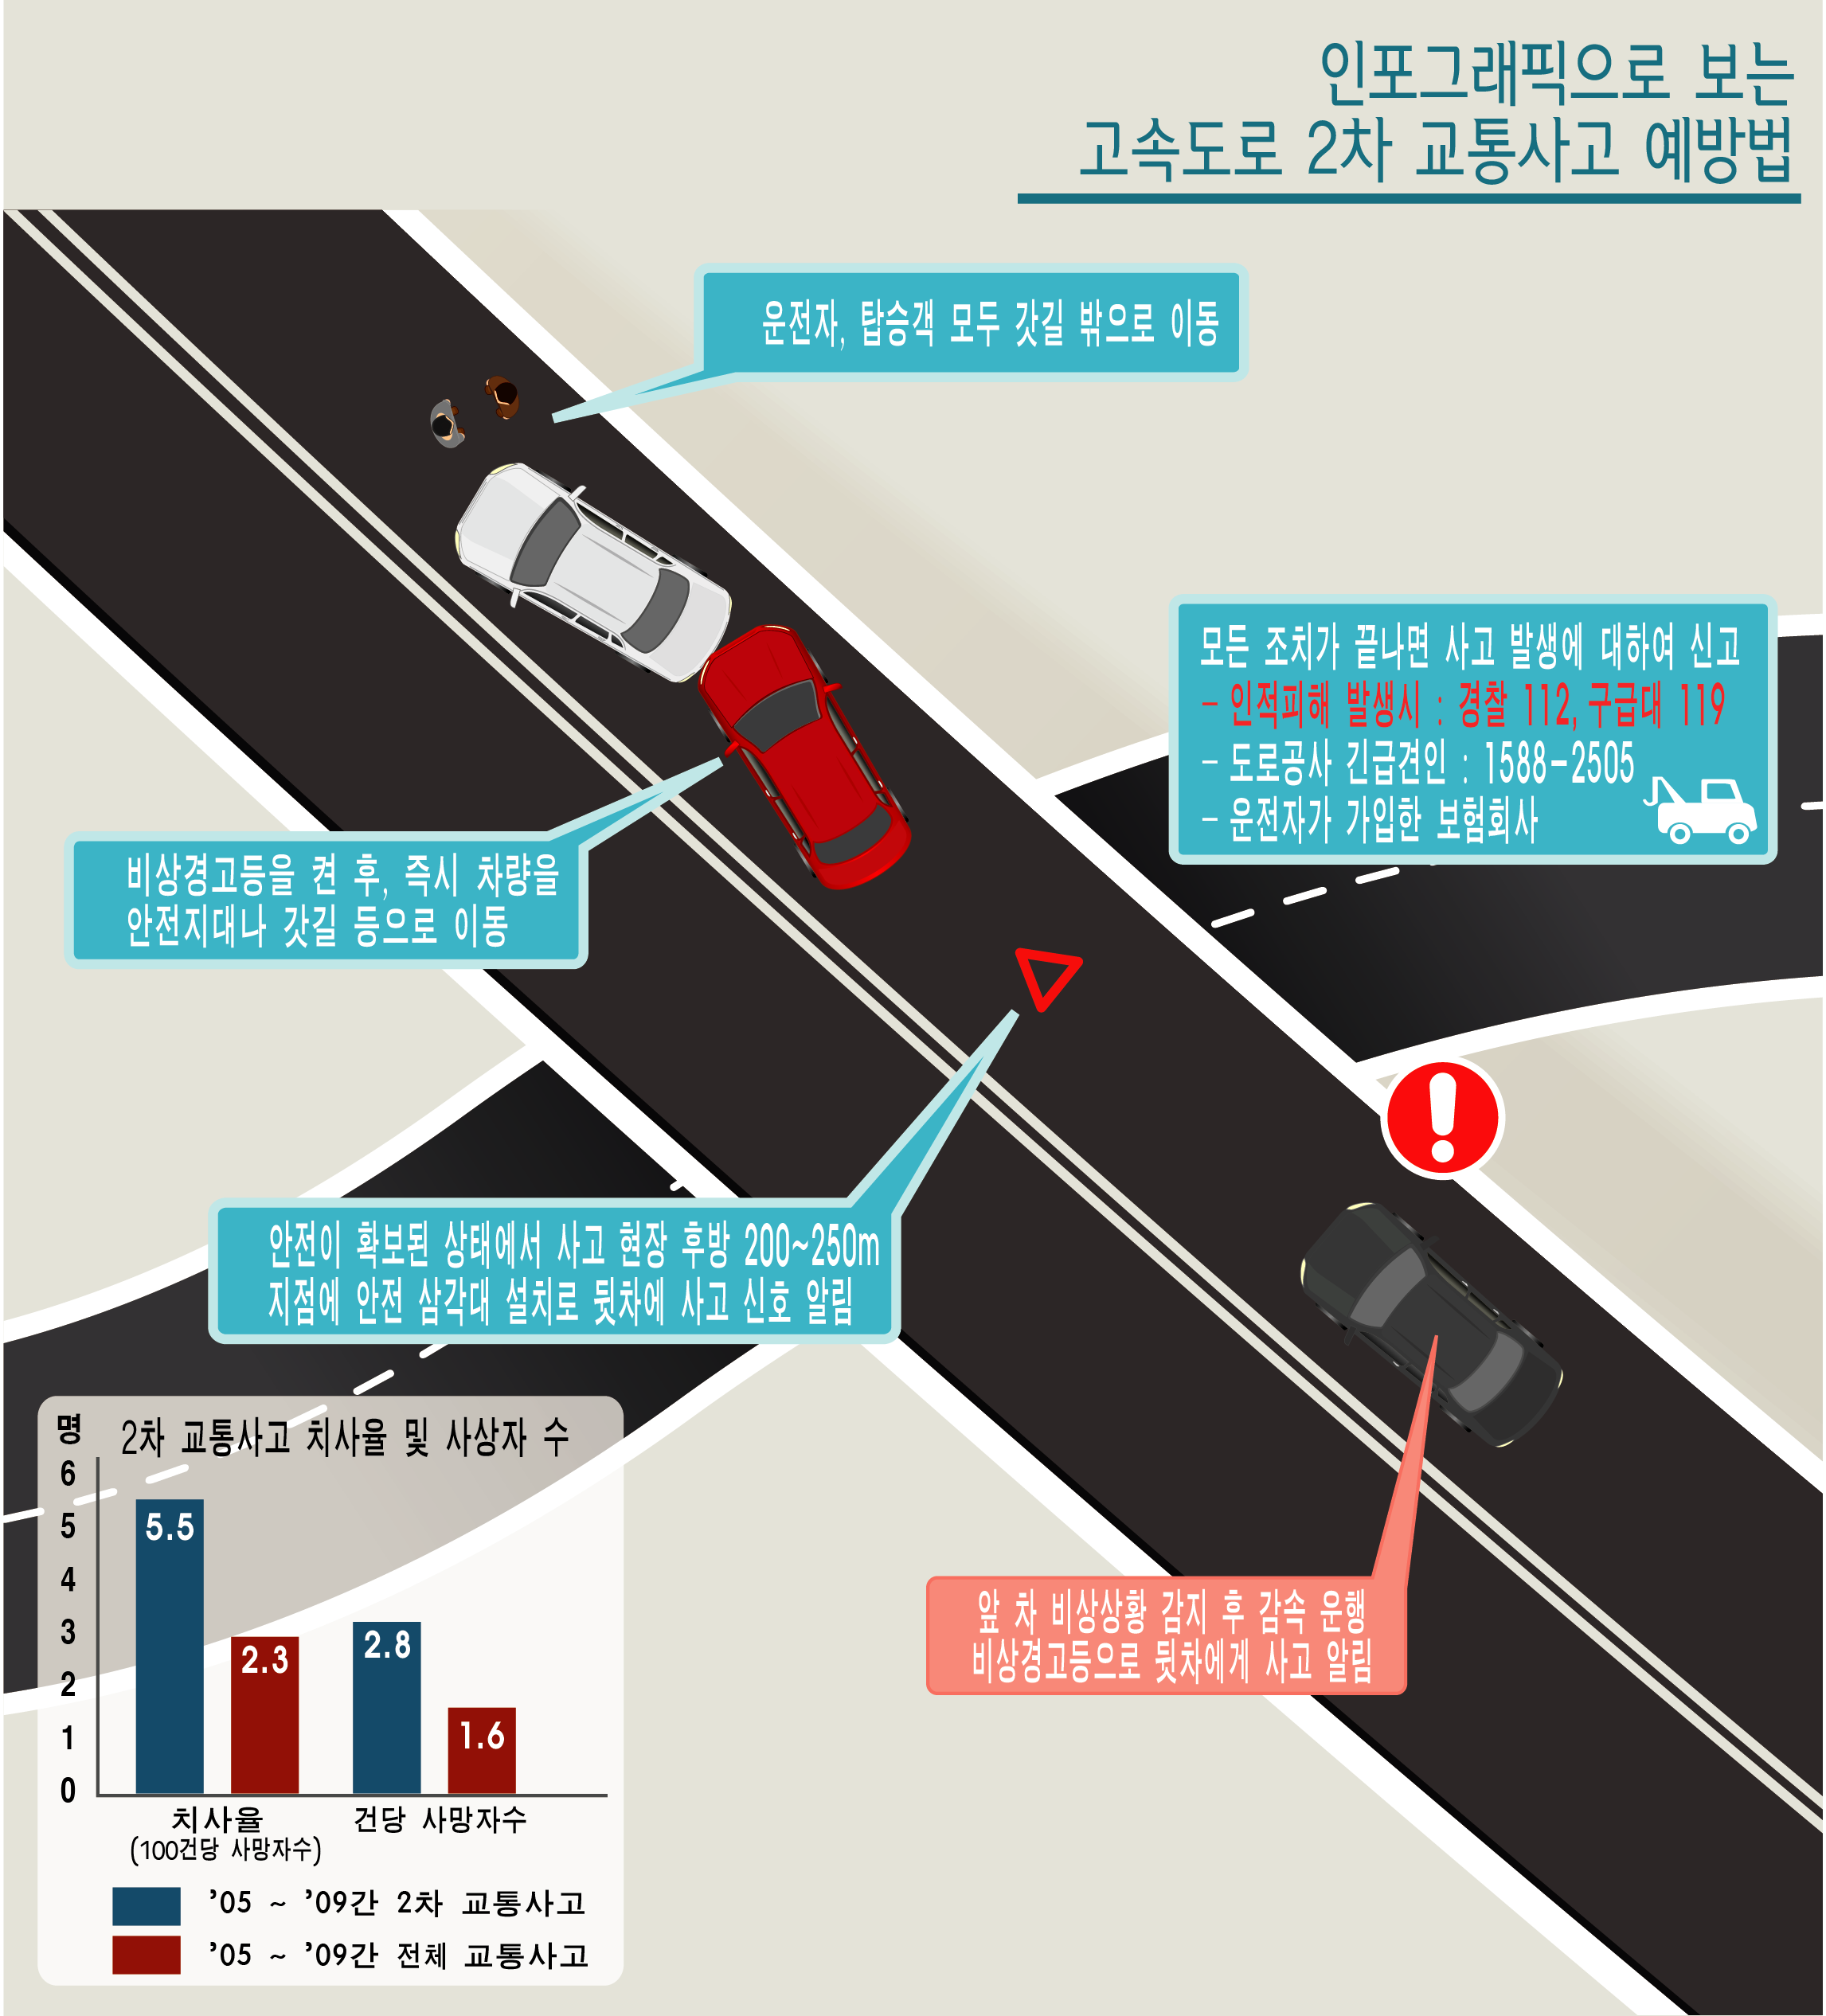 인포그래픽으로 보는
고속도로 2차 교통사고 예방법
운전자, 탑승객 모두 갓길 밖으로 이동
모든 조치가 끝나면 사고 발생에 대하여 신고
- 인적피해 발생시 : 경찰 112, 구급대 119
- 도로공사 긴급견인 : 1588-2505
- 운전자가 가입한 보험회사
비상경고등을 켠 후, 즉시 차량을
안전지대나 갓길 등으로 이동
안전이 확보된 상태에서 사고 현장 후방 200~250m
지점에 안전 삼각대 설치로 뒷차에 사고 신호 알림
앞 차 비상상황 감지 후 감속 운행
비상경고등으로 뒷차에게 사고 알림
명
2차 교통사고 치사율 및 사상자 수
6
5
4
3
2
1
0
5.5
2.3
2.8
1.6
치사율
(100건당 사망자수)
건당 사망자수
'05 ~ '09간 2차 교통사고
'05 ~ '09간 전체 교통사고